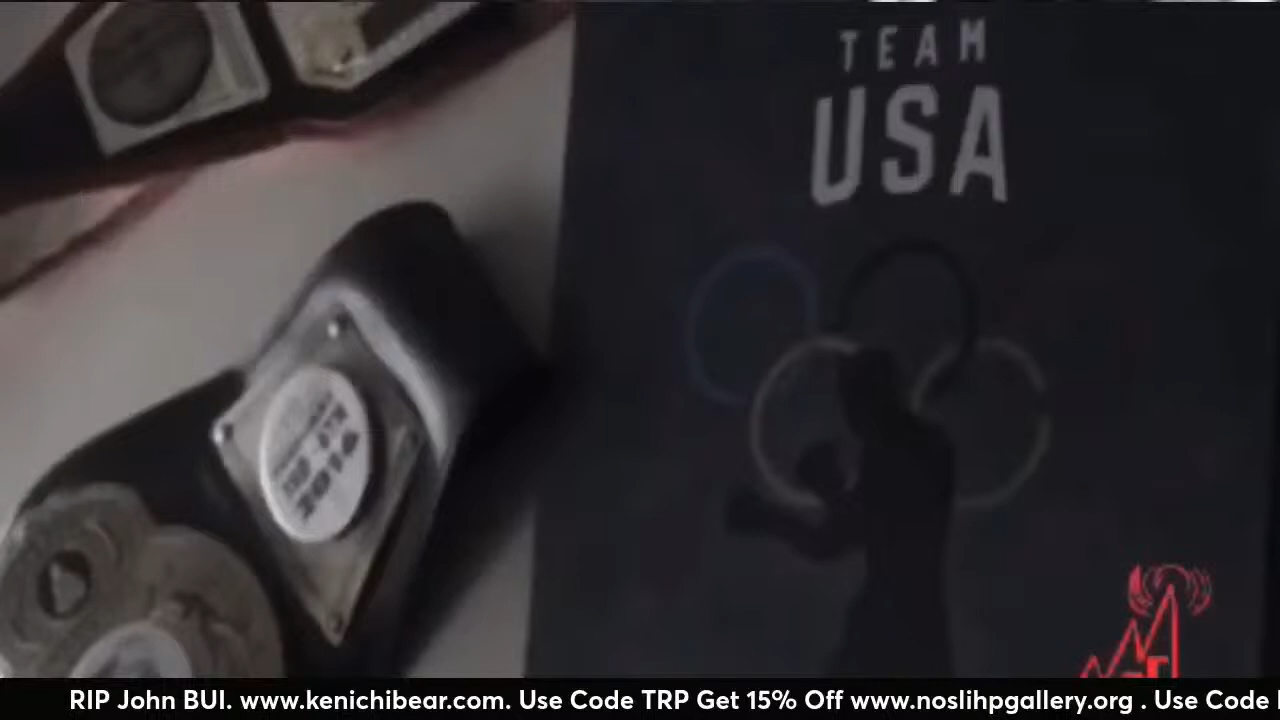 TEAM
USA
2016
RIP John BUI. www.kenichibear.com. Use Code TRP Get 15% Off www.noslihpgallery.org . Use Code